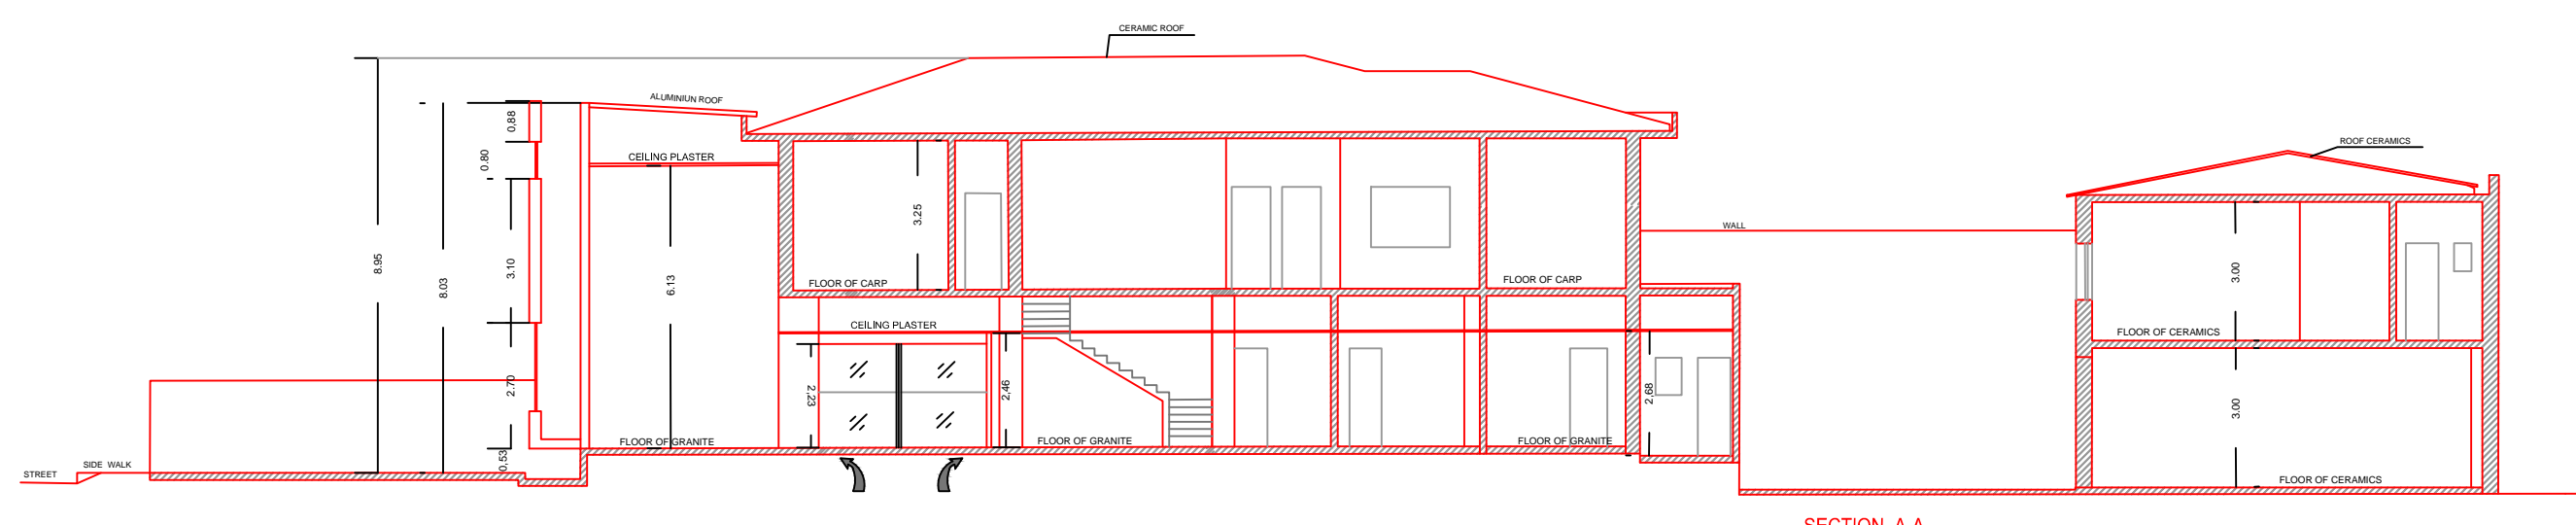 CERAMIC ROOF
ALUMINIUN ROOF
0,88
CEILING PLASTER
0.80
ROOF CERAMICS
3.25
WALL
8.95
8.03
3.10
6.13
FLOOR OF CARP
FLOOR OF CARP
3.00
CEILING PLASTER
FLOOR OF CERAMICS
2.70
2,23
2,46
2,68
3.00
FLOOR OF GRANITE
FLOOR OF GRANITE
FLOOR OF GRANITE
0,53
SIDE WALK
STREET
FLOOR OF CERAMICS
SECTION A A